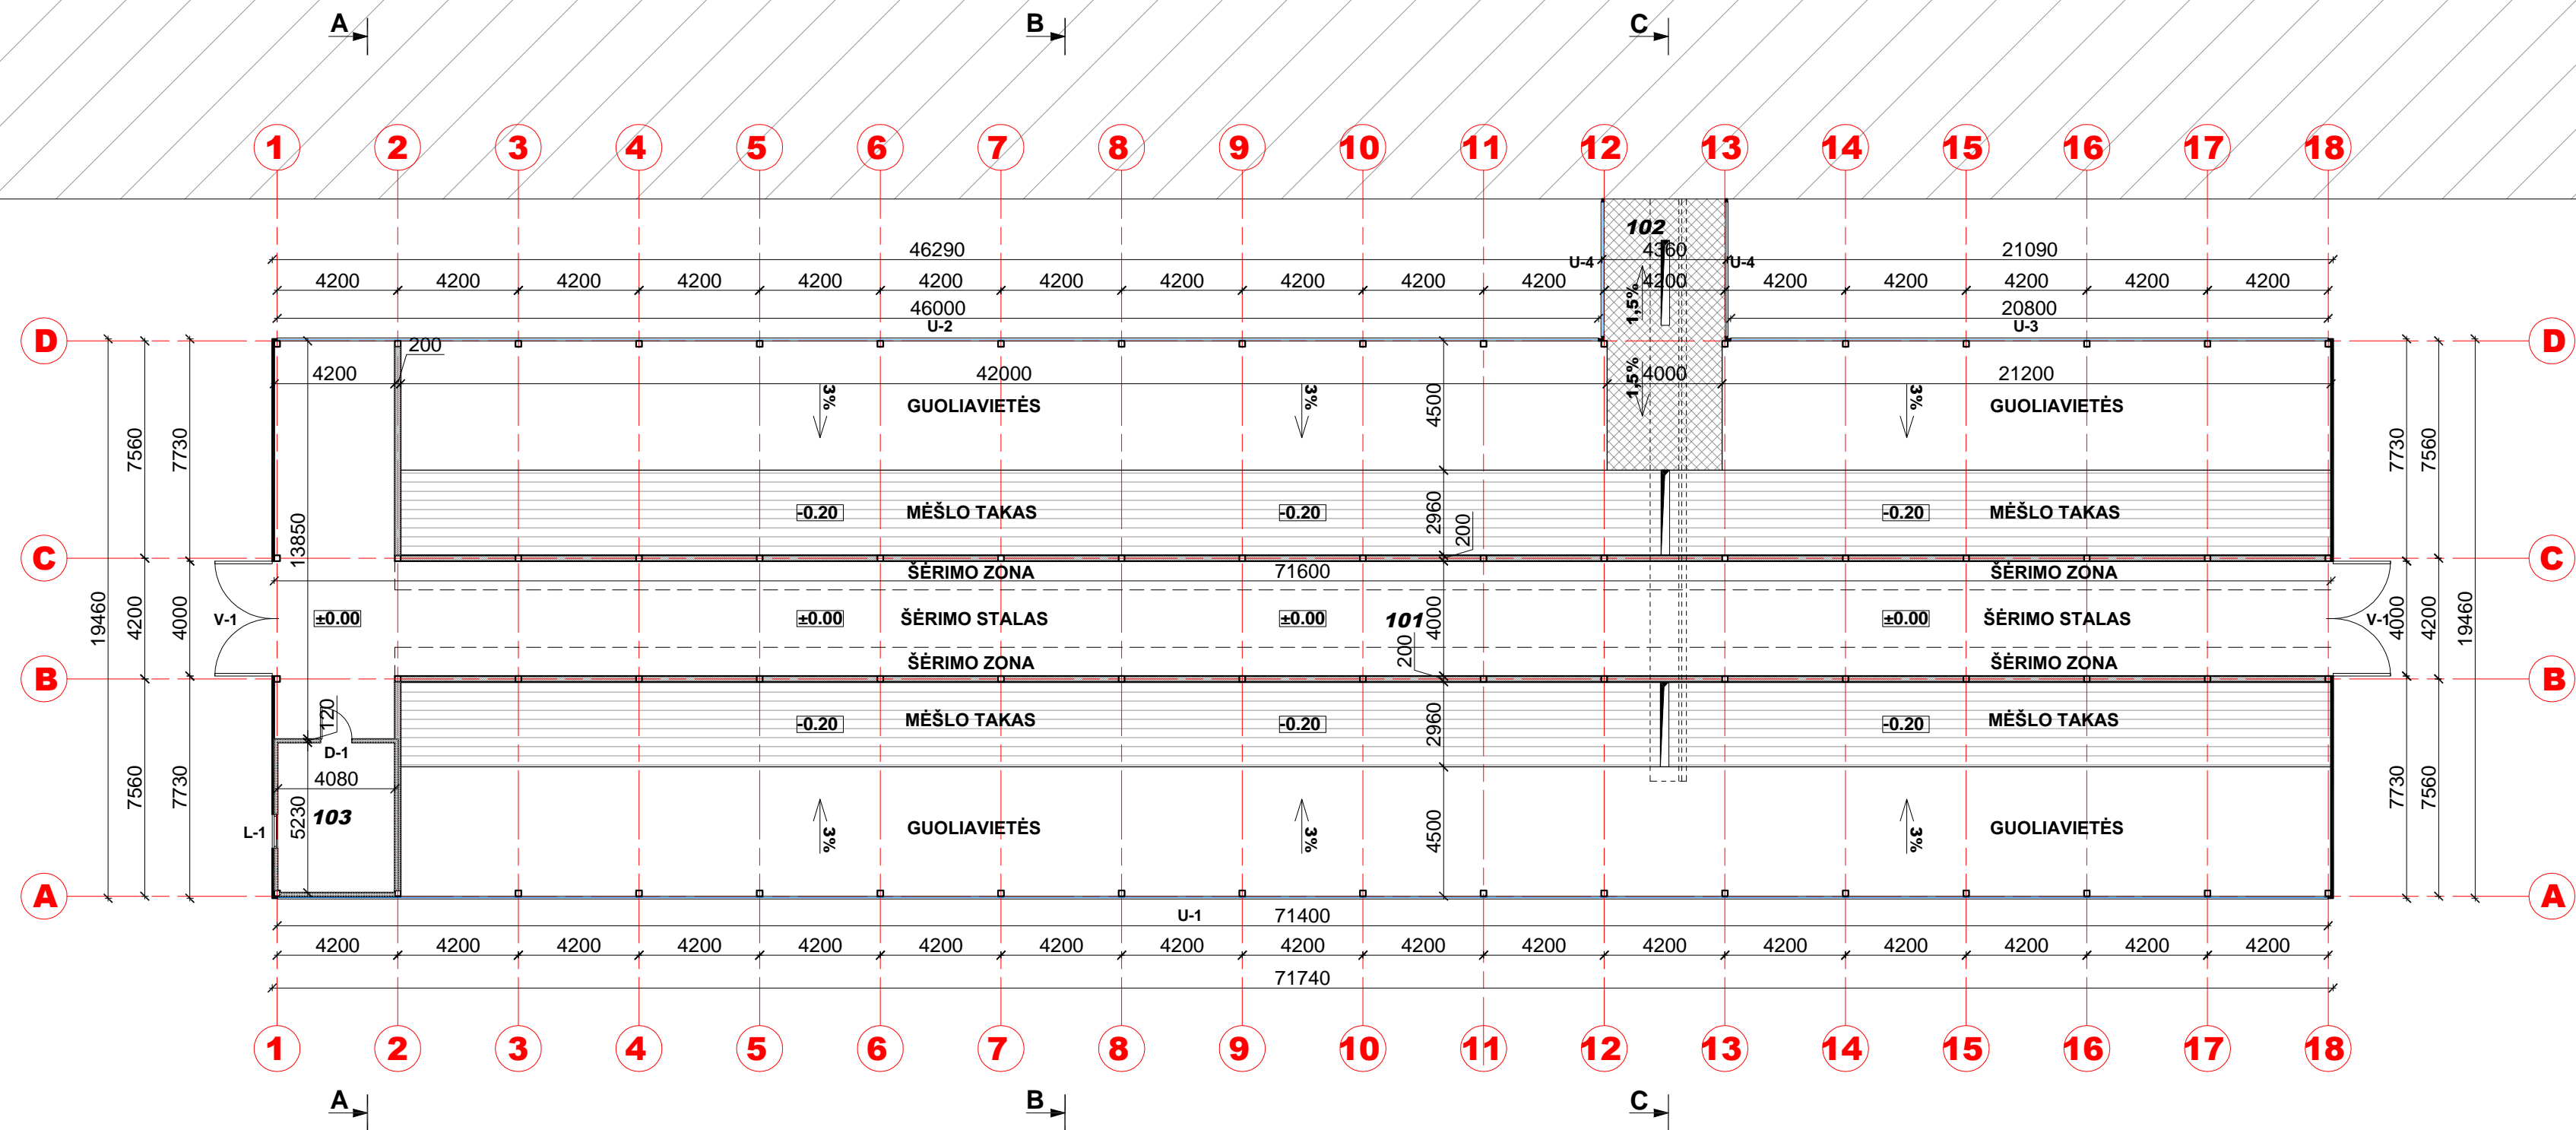 A B C
1 2 3 4 5 6 7 8 9 10 11 12 13 14 15 16 17 18
102
46290 4360 21090
U-4 U-4
4200 4200 4200 4200 4200 4200 4200 4200 4200 4200 4200 4200 4200 4200 4200 4200 4200
1,5%
46000 20800
U-2 U-3
D D
200
4200 42000 4000 21200
1,5%
3% 3% 3%
GUOLIAVIETĖS GUOLIAVIETĖS
4500
7560 7730 7730 7560
-0.20 MĖŠLO TAKAS -0.20 -0.20 MĖŠLO TAKAS
2960
200
13850
C C
ŠĖRIMO ZONA 71600 ŠĖRIMO ZONA
19460 4200 4000 4000 4200 19460
V-1 ±0.00 ±0.00 ŠĖRIMO STALAS ±0.00 101 4000 ±0.00 ŠĖRIMO STALAS V-1
200
ŠĖRIMO ZONA ŠĖRIMO ZONA
B B
120
-0.20 MĖŠLO TAKAS -0.20 2960 -0.20 MĖŠLO TAKAS
D-1
4080
7560 7730 7730 7560
103
5230
L-1
3% 3% 3%
GUOLIAVIETĖS GUOLIAVIETĖS
4500
A A
U-1 71400
4200 4200 4200 4200 4200 4200 4200 4200 4200 4200 4200 4200 4200 4200 4200 4200 4200
71740
1 2 3 4 5 6 7 8 9 10 11 12 13 14 15 16 17 18
A B C